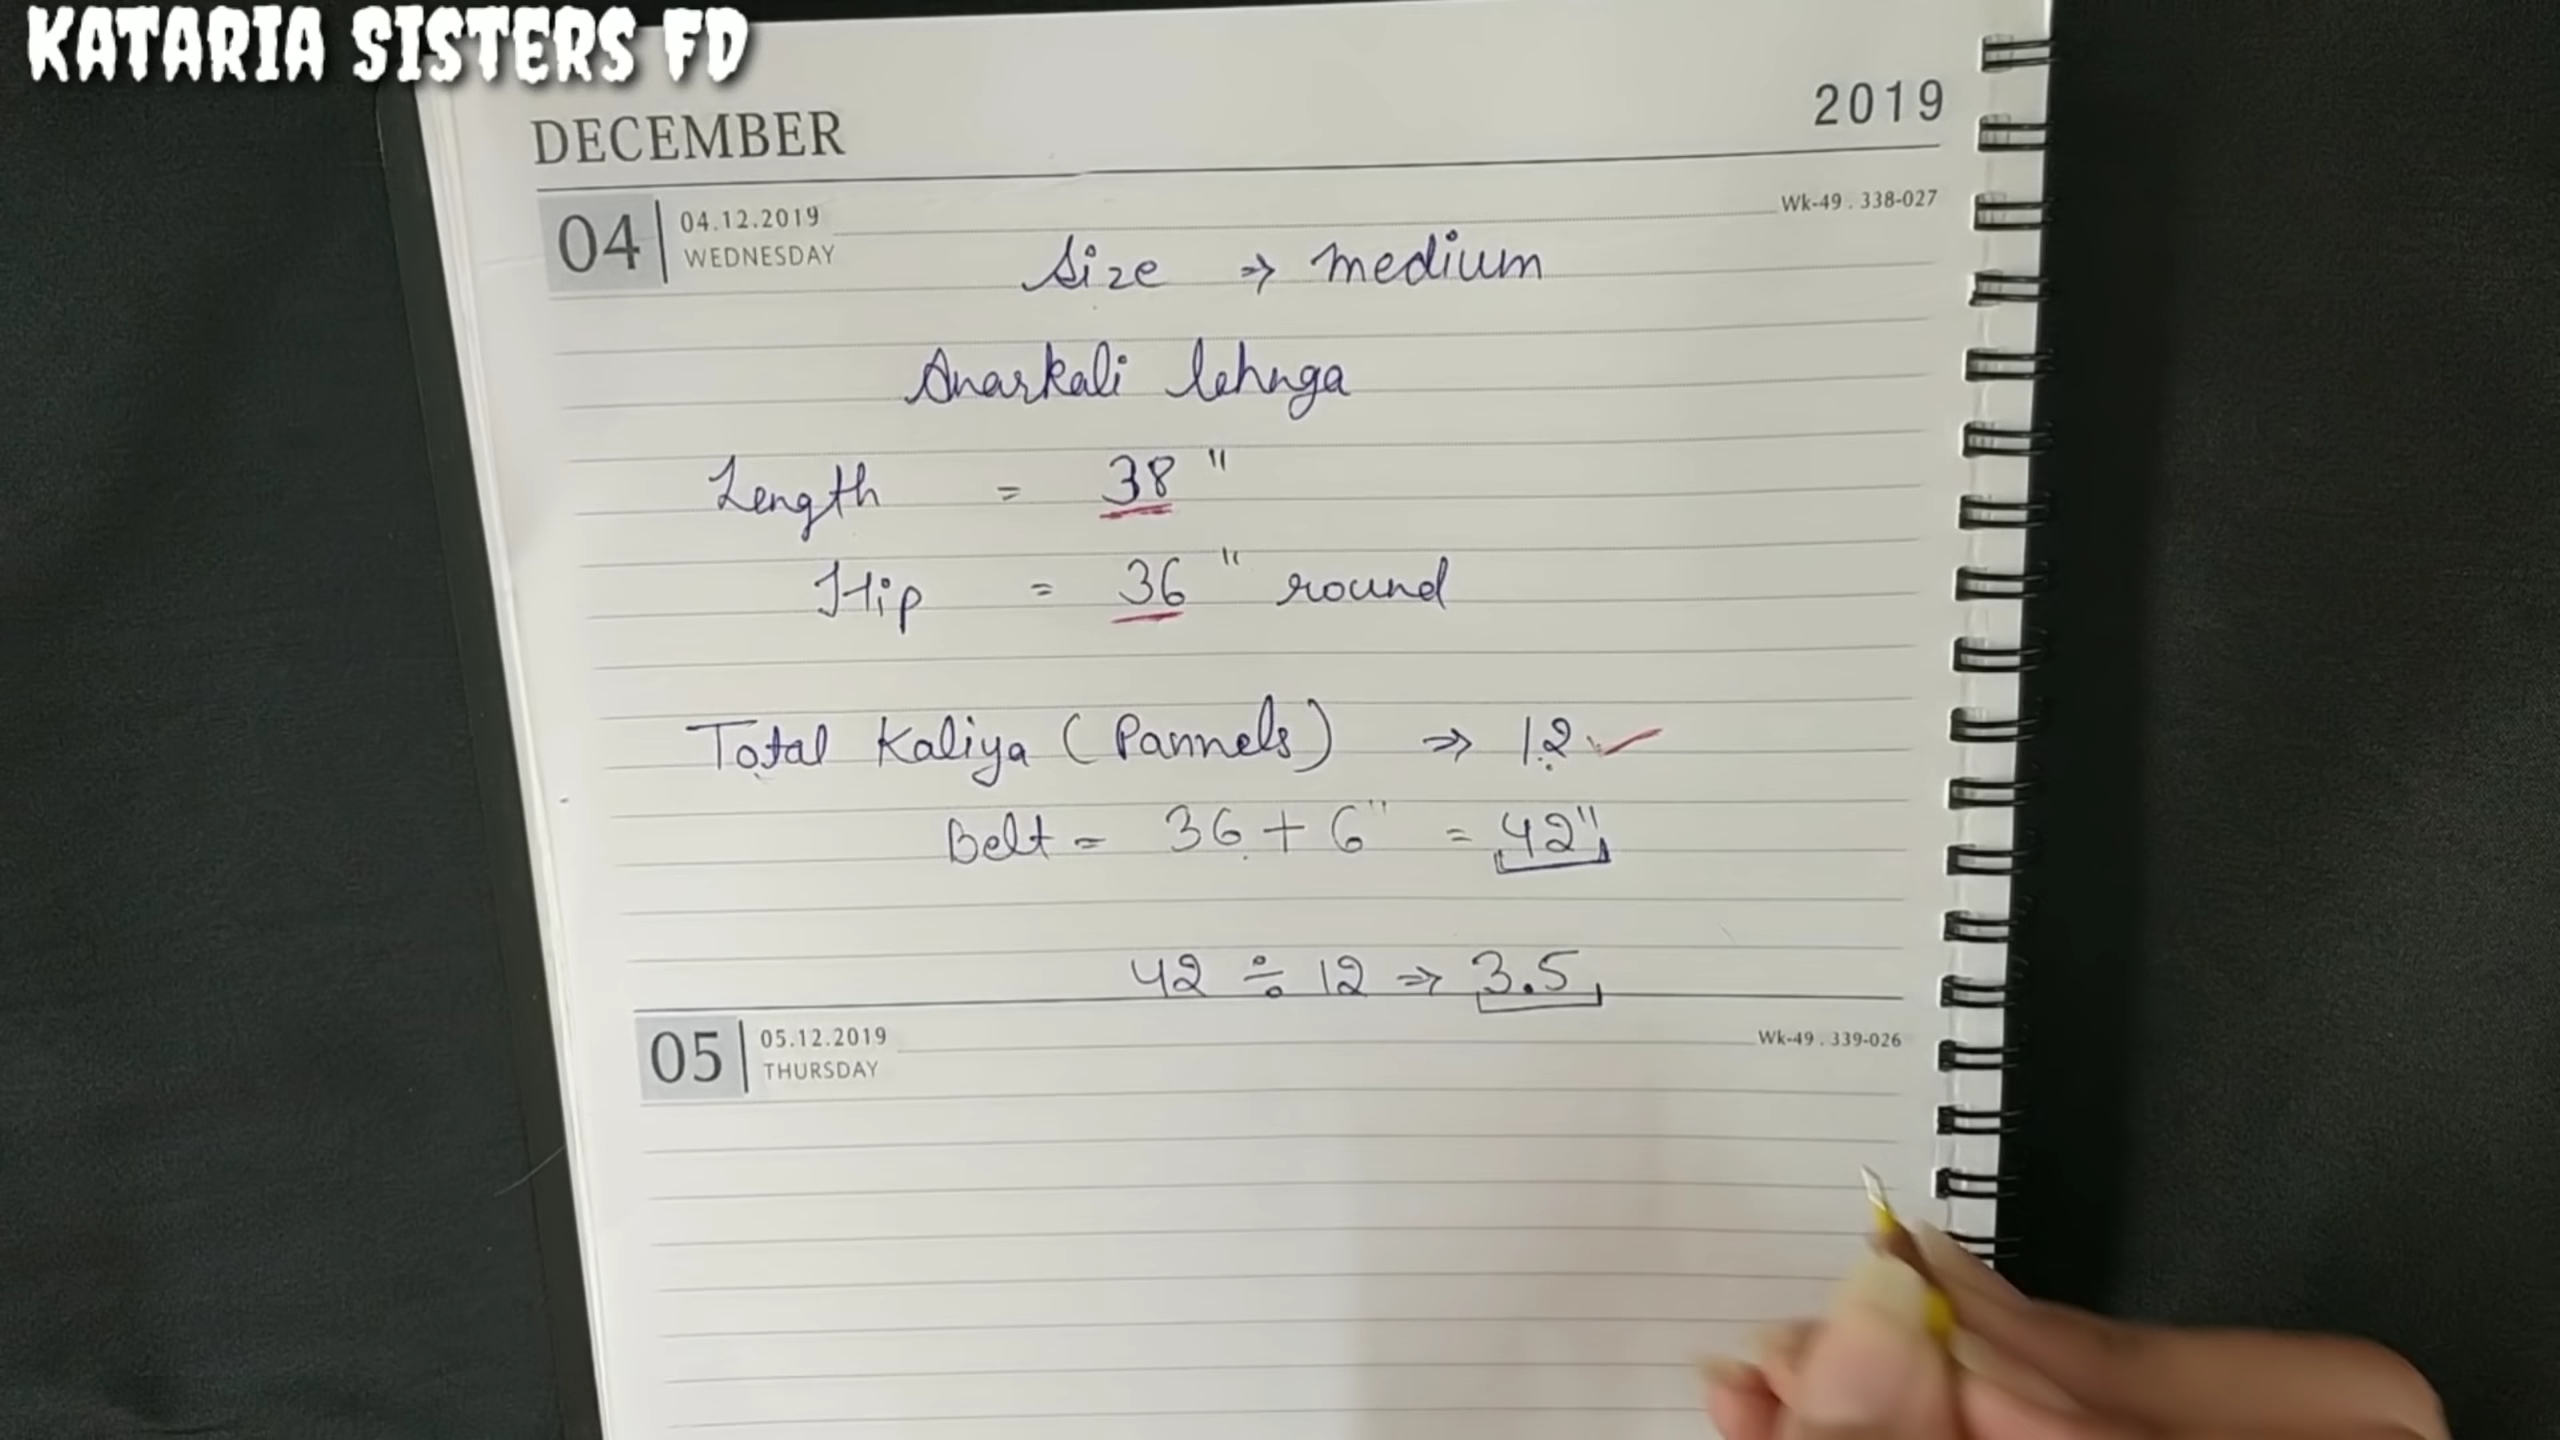 KATARIA SISTERS FD
DECEMBER 2019
04 04.12.2019 WEDNESDAY Wk-49 . 338-027
Size ⇒ medium
Anarkali lehnga
Length = 38"
Hip = 36" round
Total Kaliya (Pannels) ⇒ 12 ✓
Belt = 36 + 6" = 42"
42 ÷ 12 ⇒ 3.5
05 05.12.2019 THURSDAY Wk-49 . 339-026